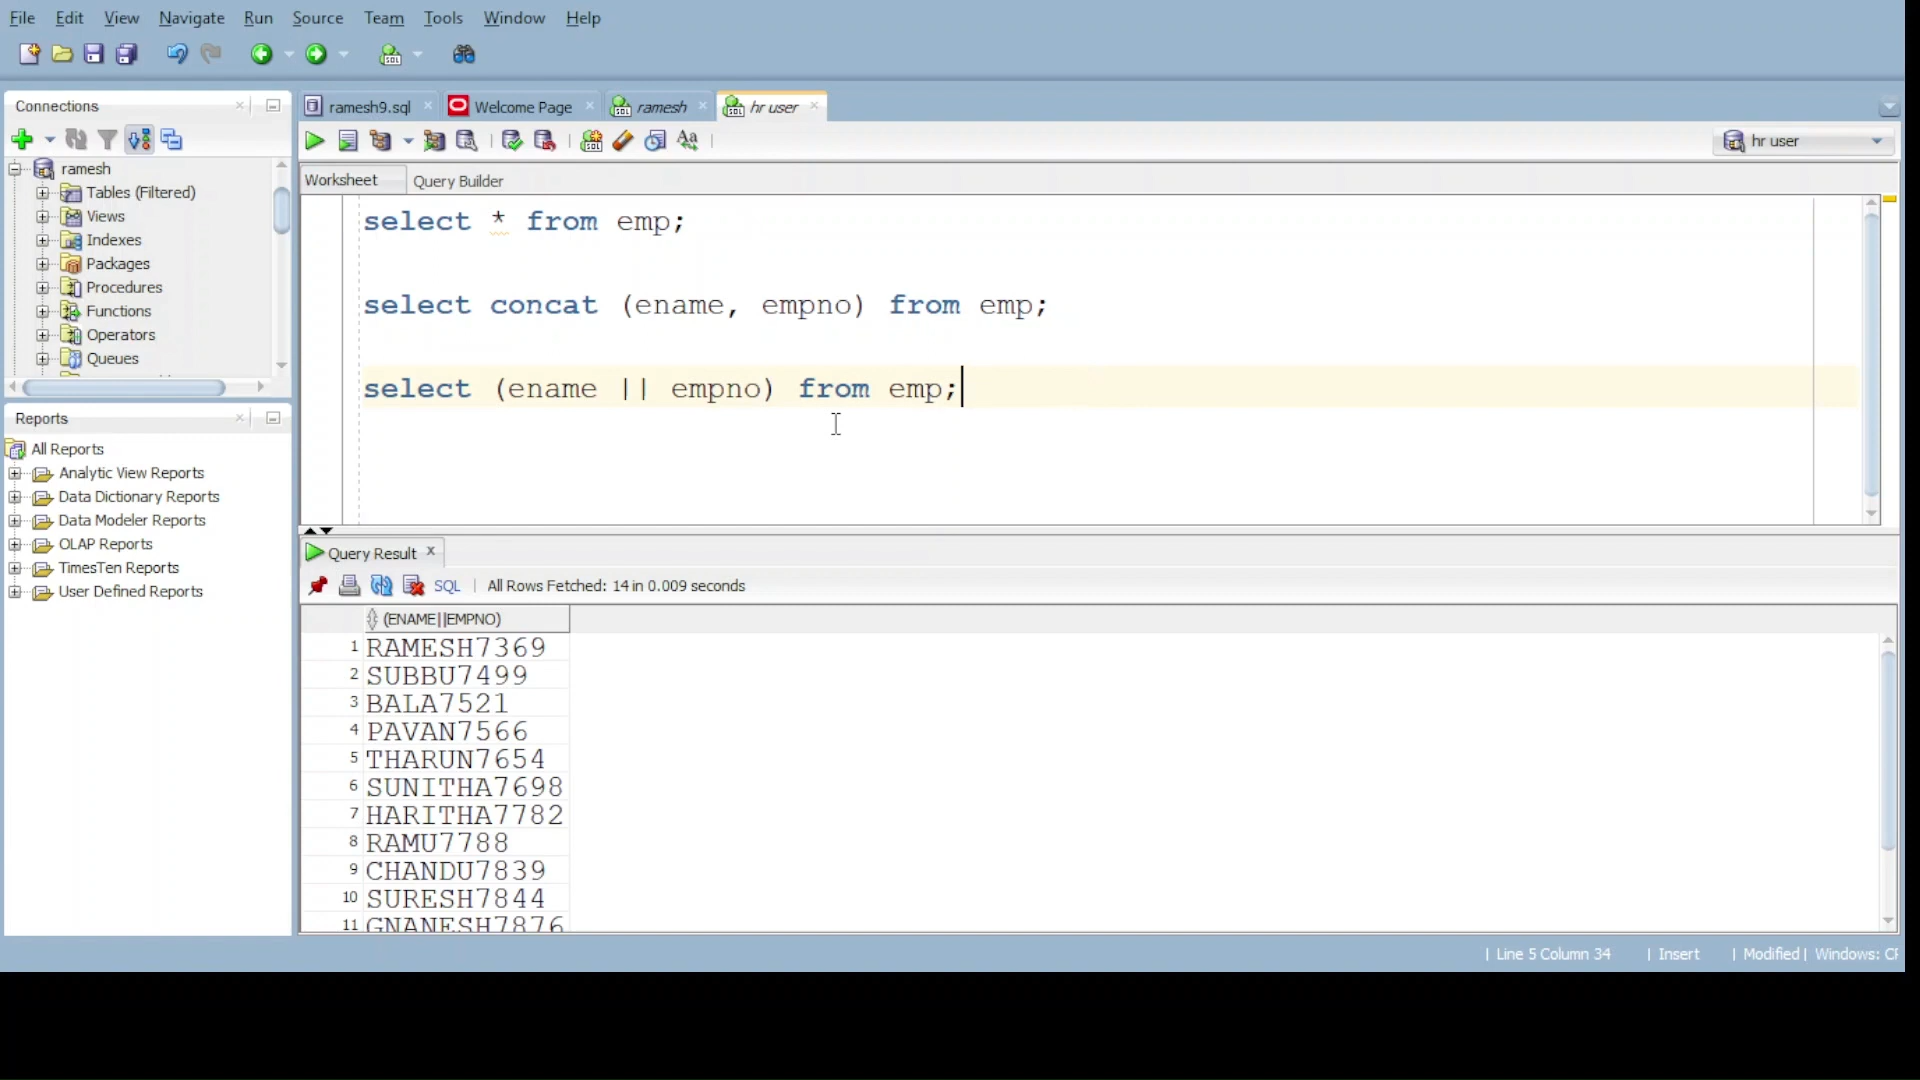 File Edit View Navigate Run Source Team Tools Window Help
Connections
ramesh9.sql Welcome Page ramesh hr user
hr user
ramesh
Tables (Filtered)
Views
Indexes
Packages
Procedures
Functions
Operators
Queues
Worksheet Query Builder
select * from emp;
select concat (ename, empno) from emp;
select (ename || empno) from emp;
Reports
All Reports
Analytic View Reports
Data Dictionary Reports
Data Modeler Reports
OLAP Reports
TimesTen Reports
User Defined Reports
Query Result
SQL | All Rows Fetched: 14 in 0.009 seconds
(ENAME||EMPNO)
1 RAMESH7369
2 SUBBU7499
3 BALA7521
4 PAVAN7566
5 THARUN7654
6 SUNITHA7698
7 HARITHA7782
8 RAMU7788
9 CHANDU7839
10 SURESH7844
11 GNANESH7876
| Line 5 Column 34 | Insert | Modified | Windows: CR